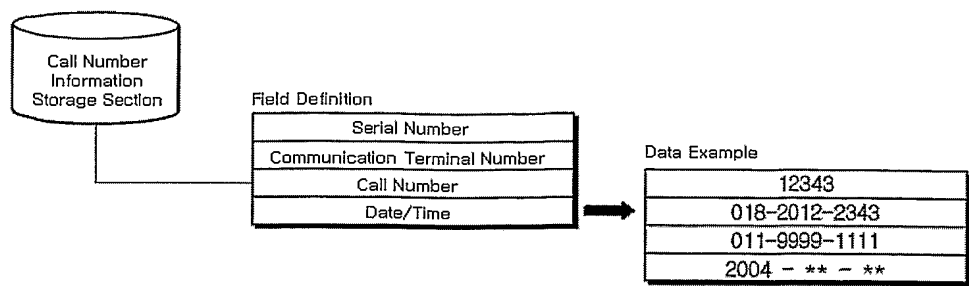 Call Number
Information
Storage Section
Field Definition
Serial Number
Communication Terminal Number
Call Number
Date/Time
Data Example
12343
018-2012-2343
011-9999-1111
2004 - ** - **